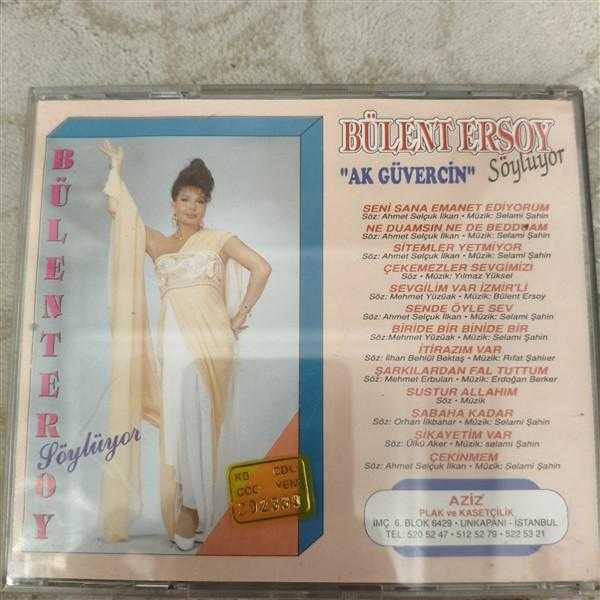 BÜLENT ERSOY
Söylüyor
BÜLENT ERSOY
Söylüyor
"AK GÜVERCİN"
SENİ SANA EMANET EDİYORUM
Söz: Ahmet Selçuk İlkan • Müzik: Selami Şahin
NE DUAMSIN NE DE BEDDUAM
Söz: Ahmet Selçuk İlkan • Müzik: Selami Şahin
SİTEMLER YETMİYOR
Söz: Ahmet Selçuk İlkan • Müzik: Selami Şahin
ÇEKEMEZLER SEVGİMİZİ
Söz - Müzik: Yılmaz Yüksel
SEVGİLİM VAR İZMİR'Lİ
Söz: Mehmet Yüzüak • Müzik: Bülent Ersoy
SENDE ÖYLE SEV
Söz: Ahmet Selçuk İlkan • Müzik: Selami Şahin
BİRİDE BİR BİNİDE BİR
Söz:Mehmet Yüzüak • Müzik: Selami Şahin
İTİRAZIM VAR
Söz: İlhan Behlül Bektaş • Müzik: Rıfat Şahlıer
ŞARKILARDAN FAL TUTTUM
Söz: Mehmet Erbulan • Müzik: Erdoğan Berker
SUSTUR ALLAHIM
Söz • Müzik
SABAHA KADAR
Söz: Orhan İlkbahar • Müzik: Selami Şahin
ŞİKAYETİM VAR
Söz: Ülkü Aker • Müzik: selami Şahin
ÇEKİNMEM
Söz: Ahmet Selçuk İlkan • Müzik: Selami Şahin
AZİZ
PLAK ve KASETÇİLİK
İMÇ. 6. BLOK 6429 • UNKAPANI - İSTANBUL
TEL: 520 52 47 • 512 52 79 • 522 53 21